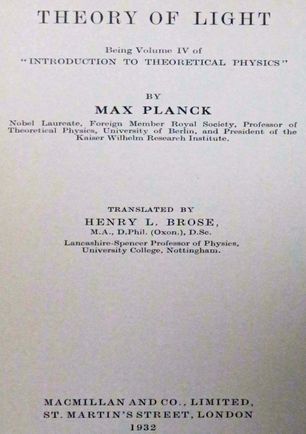 THEORY OF LIGHT
Being Volume IV of
"INTRODUCTION TO THEORETICAL PHYSICS"
BY
MAX PLANCK
Nobel Laureate, Foreign Member Royal Society, Professor of
Theoretical Physics, University of Berlin, and President of the
Kaiser Wilhelm Research Institute.
TRANSLATED BY
HENRY L. BROSE,
M.A., D.Phil. (Oxon.), D.Sc.
Lancashire-Spencer Professor of Physics,
University College, Nottingham.
MACMILLAN AND CO., LIMITED,
ST. MARTIN'S STREET, LONDON
1932